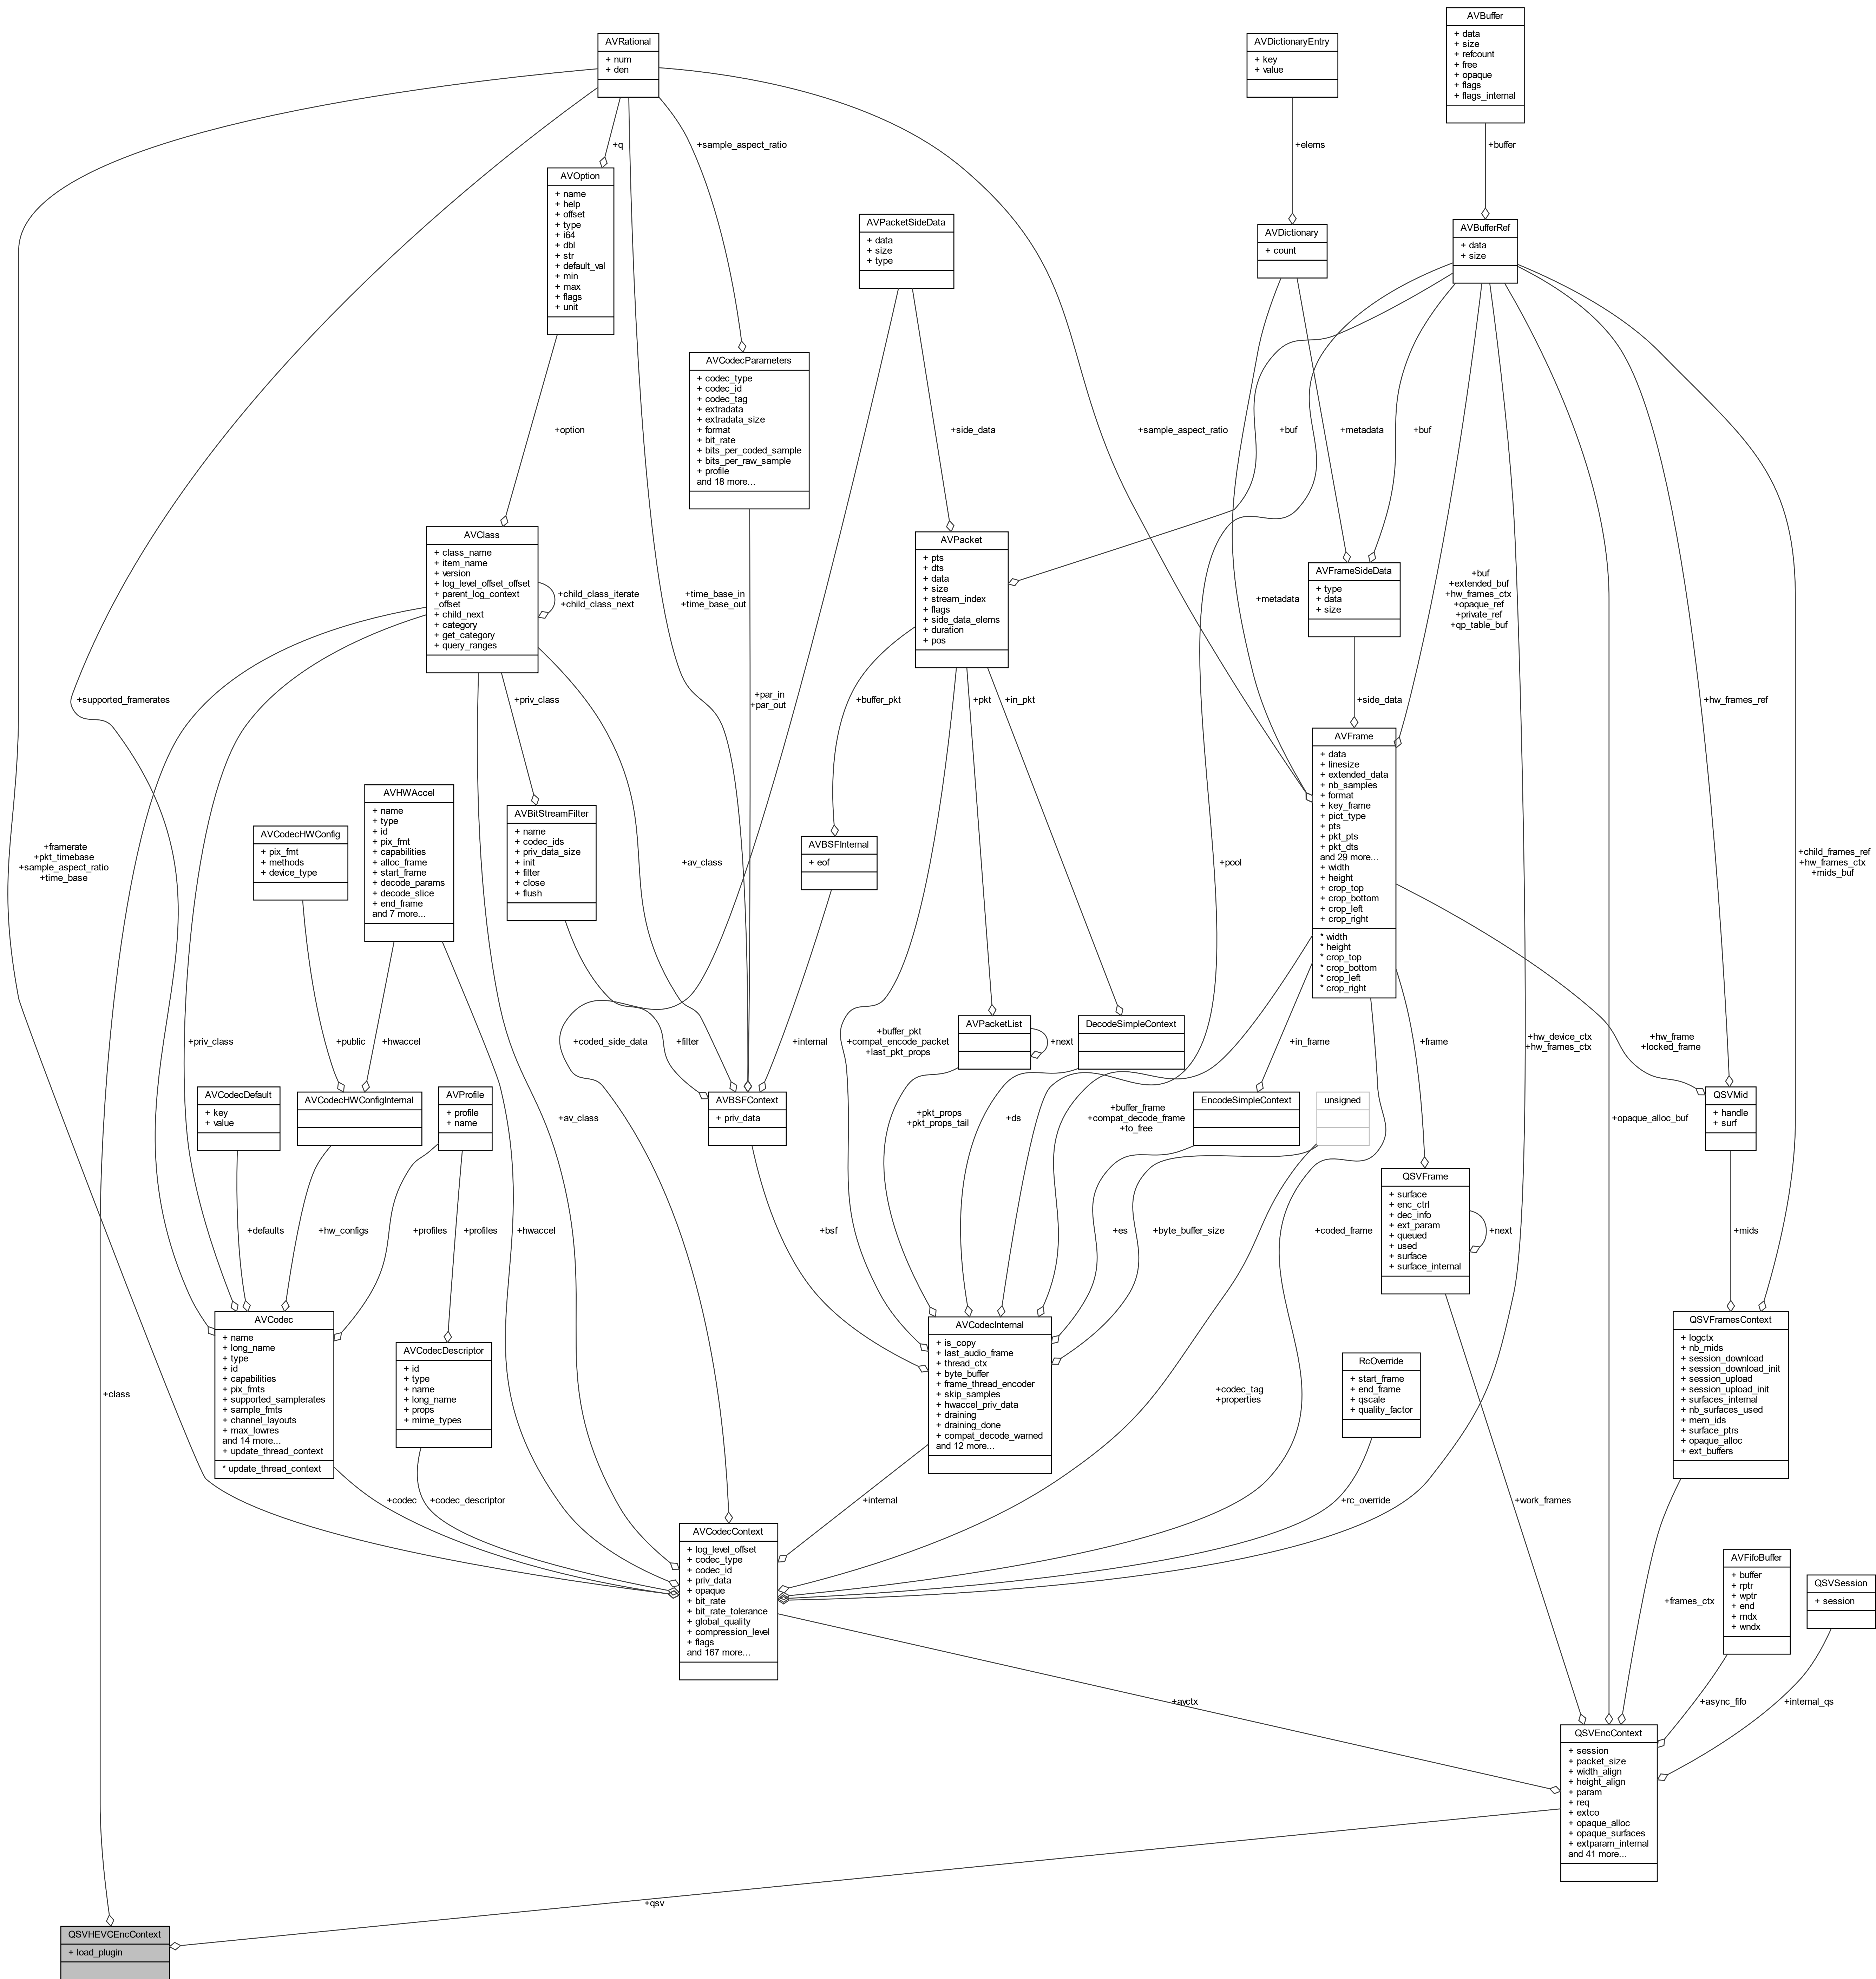 AVBuffer
+ data
+ size
+ refcount
+ free
+ opaque
+ flags
+ flags_internal
AVRational
+ num
+ den
AVDictionaryEntry
+ key
+ value
+q
+sample_aspect_ratio
+elems
+buffer
AVOption
+ name
+ help
+ offset
+ type
+ i64
+ dbl
+ str
+ default_val
+ min
+ max
+ flags
+ unit
AVPacketSideData
+ data
+ size
+ type
AVDictionary
+ count
AVBufferRef
+ data
+ size
AVCodecParameters
+ codec_type
+ codec_id
+ codec_tag
+ extradata
+ extradata_size
+ format
+ bit_rate
+ bits_per_coded_sample
+ bits_per_raw_sample
+ profile
and 18 more...
+option
+side_data
+sample_aspect_ratio
+buf
+metadata
+buf
AVClass
+ class_name
+ item_name
+ version
+ log_level_offset_offset
+ parent_log_context
_offset
+ child_next
+ category
+ get_category
+ query_ranges
+child_class_iterate
+child_class_next
+time_base_in
+time_base_out
AVPacket
+ pts
+ dts
+ data
+ size
+ stream_index
+ flags
+ side_data_elems
+ duration
+ pos
+metadata
AVFrameSideData
+ type
+ data
+ size
+buf
+extended_buf
+hw_frames_ctx
+opaque_ref
+private_ref
+qp_table_buf
+supported_framerates
+priv_class
+par_in
+par_out
+buffer_pkt
+pkt
+in_pkt
+side_data
+hw_frames_ref
AVFrame
+ data
+ linesize
+ extended_data
+ nb_samples
+ format
+ key_frame
+ pict_type
+ pts
+ pkt_pts
+ pkt_dts
and 29 more...
+ width
+ height
+ crop_top
+ crop_bottom
+ crop_left
+ crop_right
* width
* height
* crop_top
* crop_bottom
* crop_left
* crop_right
+framerate
+pkt_timebase
+sample_aspect_ratio
+time_base
AVCodecHWConfig
+ pix_fmt
+ methods
+ device_type
AVHWAccel
+ name
+ type
+ id
+ pix_fmt
+ capabilities
+ alloc_frame
+ start_frame
+ decode_params
+ decode_slice
+ end_frame
and 7 more...
AVBitStreamFilter
+ name
+ codec_ids
+ priv_data_size
+ init
+ filter
+ close
+ flush
+av_class
AVBSFInternal
+ eof
+pool
+child_frames_ref
+hw_frames_ctx
+mids_buf
+priv_class
+public
+hwaccel
+coded_side_data
+filter
+internal
+buffer_pkt
+compat_encode_packet
+last_pkt_props
AVPacketList
+next
DecodeSimpleContext
+in_frame
+frame
+hw_device_ctx
+hw_frames_ctx
+hw_frame
+locked_frame
AVCodecDefault
+ key
+ value
AVCodecHWConfigInternal
AVProfile
+ profile
+ name
+av_class
AVBSFContext
+ priv_data
+pkt_props
+pkt_props_tail
+ds
+buffer_frame
+compat_decode_frame
+to_free
EncodeSimpleContext
unsigned
+opaque_alloc_buf
QSVMid
+ handle
+ surf
+defaults
+hw_configs
+profiles
+profiles
+hwaccel
+bsf
+es
+byte_buffer_size
+coded_frame
QSVFrame
+ surface
+ enc_ctrl
+ dec_info
+ ext_param
+ queued
+ used
+ surface
+ surface_internal
+next
+mids
AVCodec
+ name
+ long_name
+ type
+ id
+ capabilities
+ pix_fmts
+ supported_samplerates
+ sample_fmts
+ channel_layouts
+ max_lowres
and 14 more...
+ update_thread_context
* update_thread_context
AVCodecDescriptor
+ id
+ type
+ name
+ long_name
+ props
+ mime_types
AVCodecInternal
+ is_copy
+ last_audio_frame
+ thread_ctx
+ byte_buffer
+ frame_thread_encoder
+ skip_samples
+ hwaccel_priv_data
+ draining
+ draining_done
+ compat_decode_warned
and 12 more...
+codec_tag
+properties
RcOverride
+ start_frame
+ end_frame
+ qscale
+ quality_factor
QSVFramesContext
+ logctx
+ nb_mids
+ session_download
+ session_download_init
+ session_upload
+ session_upload_init
+ surfaces_internal
+ nb_surfaces_used
+ mem_ids
+ surface_ptrs
+ opaque_alloc
+ ext_buffers
+class
+codec
+codec_descriptor
+internal
+rc_override
+work_frames
AVCodecContext
+ log_level_offset
+ codec_type
+ codec_id
+ priv_data
+ opaque
+ bit_rate
+ bit_rate_tolerance
+ global_quality
+ compression_level
+ flags
and 167 more...
+frames_ctx
AVFifoBuffer
+ buffer
+ rptr
+ wptr
+ end
+ rndx
+ wndx
QSVSession
+ session
+avctx
+async_fifo
+internal_qs
QSVEncContext
+ session
+ packet_size
+ width_align
+ height_align
+ param
+ req
+ extco
+ opaque_alloc
+ opaque_surfaces
+ extparam_internal
and 41 more...
+qsv
QSVHEVCEncContext
+ load_plugin